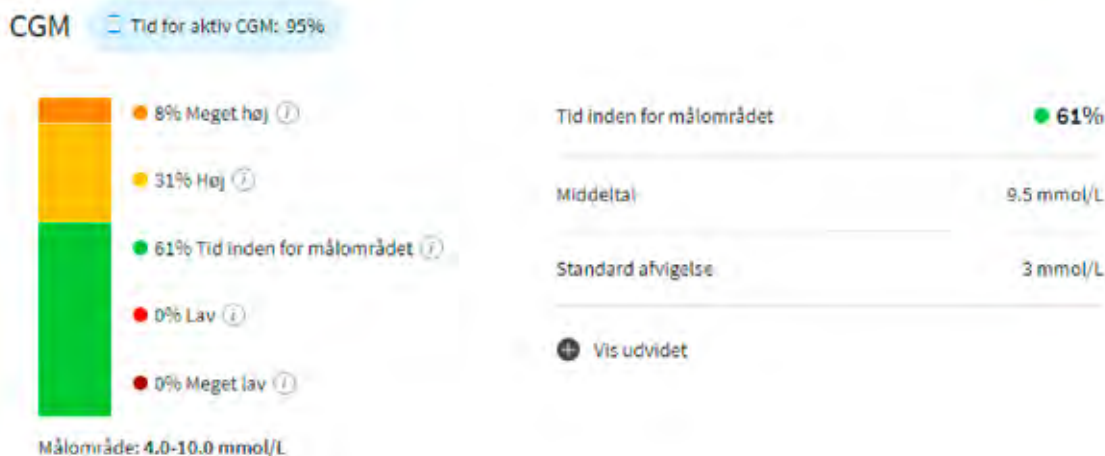 CGM
Tid for aktiv CGM: 95%
8% Meget høj
31% Høj
61% Tid inden for målområdet
0% Lav
0% Meget lav
Målområde: 4.0-10.0 mmol/L
Tid inden for målområdet 61%
Middeltal 9.5 mmol/L
Standard afvigelse 3 mmol/L
Vis udvidet